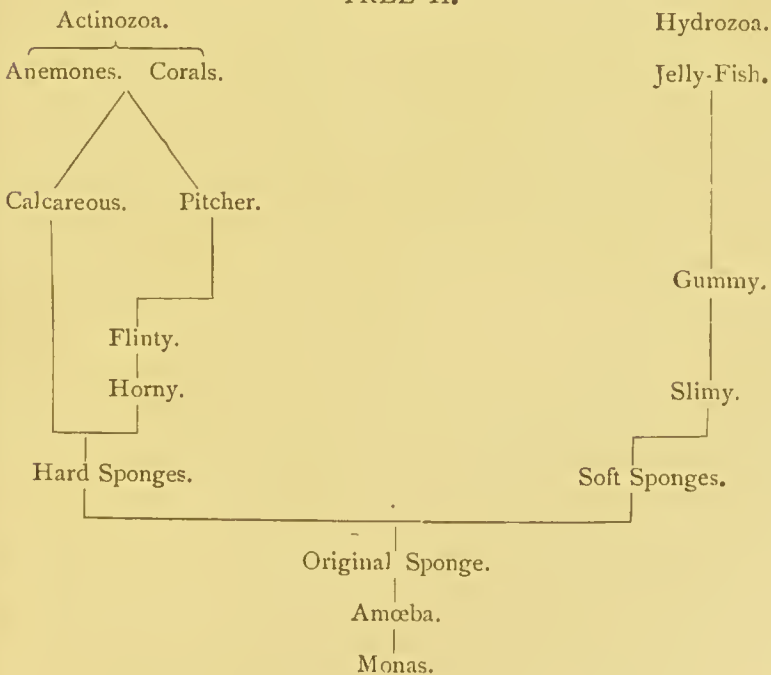 TREE II.
Actinozoa.
Hydrozoa.
Anemones. Corals.
Jelly-Fish.
Calcareous. Pitcher.
Gummy.
Flinty.
Horny.
Slimy.
Hard Sponges.
Soft Sponges.
Original Sponge.
Amœba.
Monas.